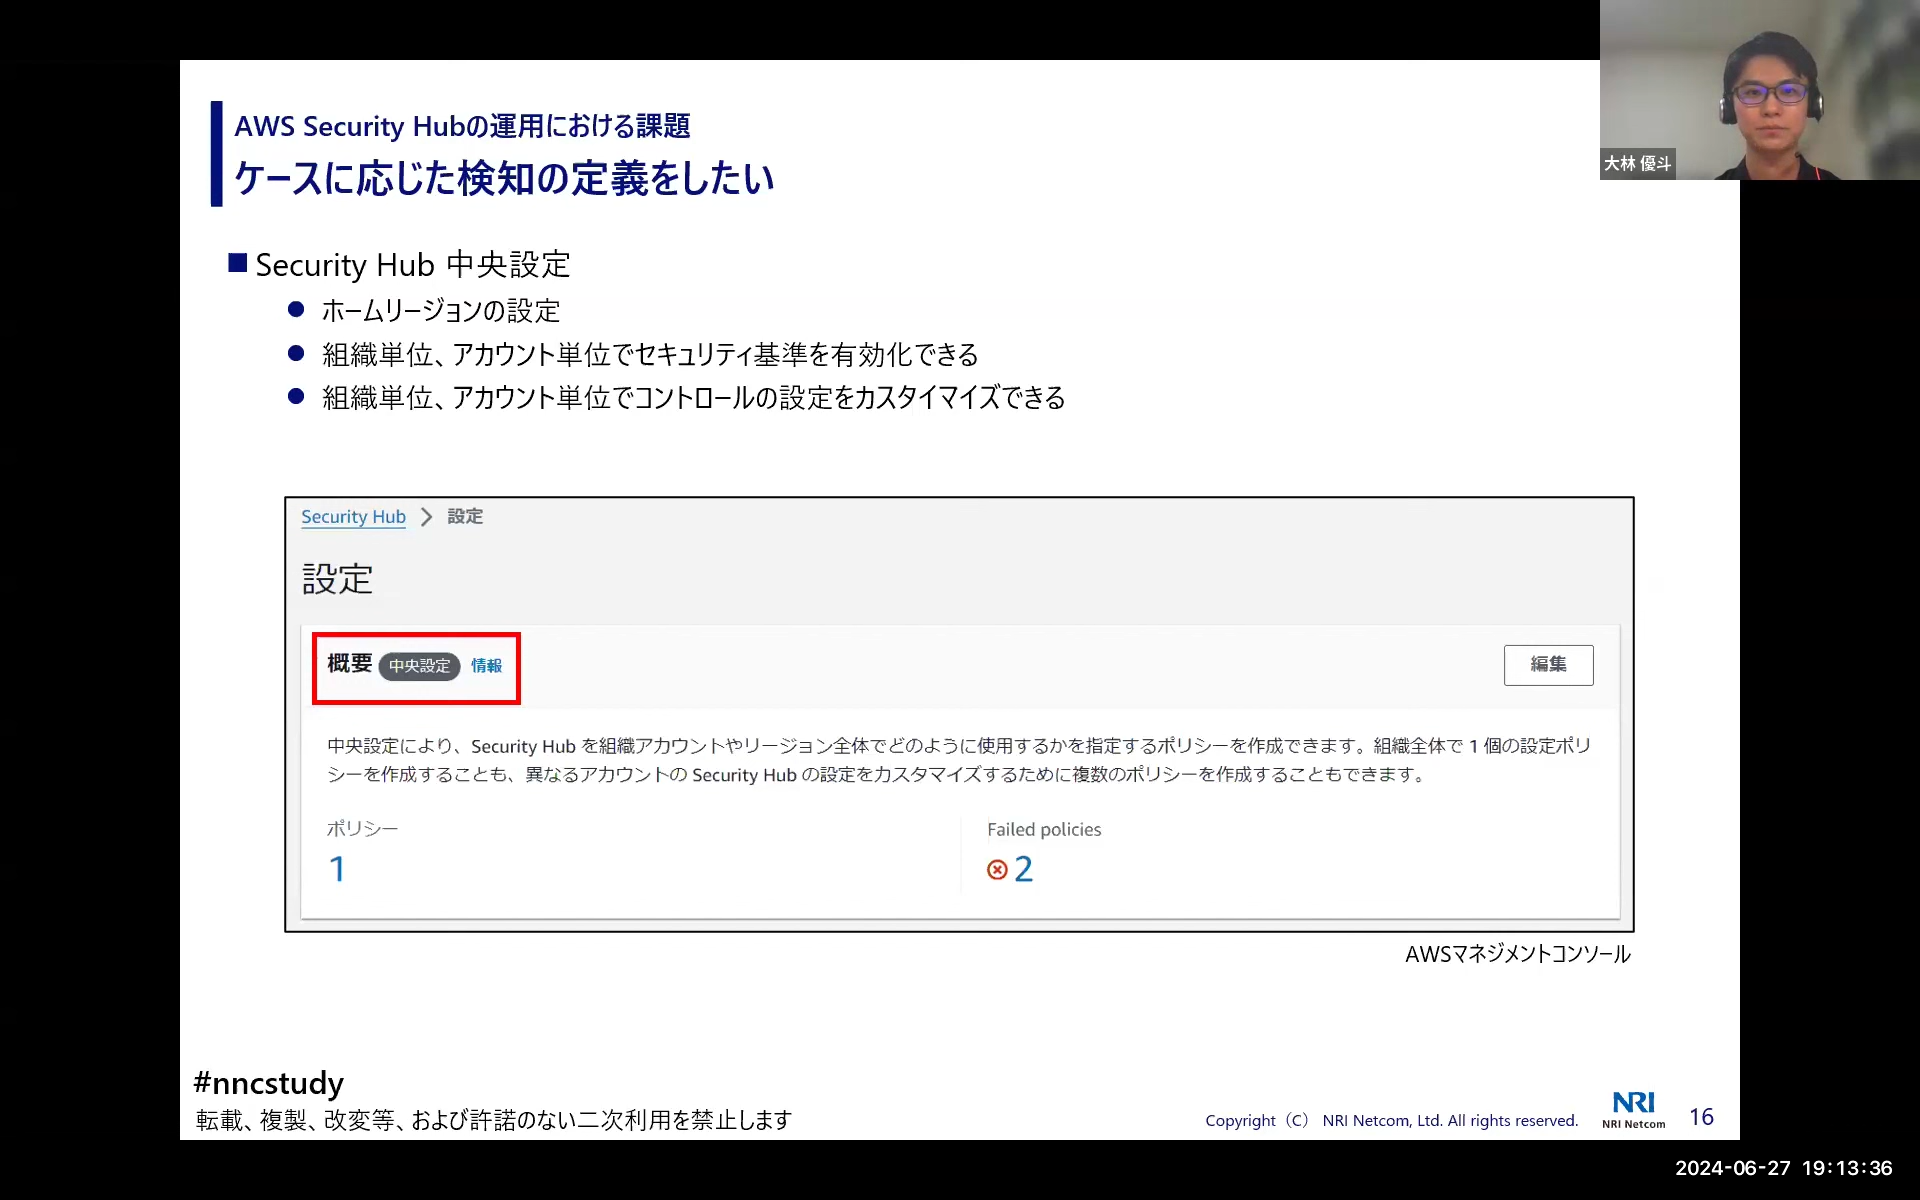 AWS Security Hubの運用における課題
ケースに応じた検知の定義をしたい
大林 優斗
■ Security Hub 中央設定
● ホームリージョンの設定
● 組織単位、アカウント単位でセキュリティ基準を有効化できる
● 組織単位、アカウント単位でコントロールの設定をカスタイマイズできる
Security Hub > 設定
設定
概要 中央設定 情報
編集
中央設定により、Security Hub を組織アカウントやリージョン全体でどのように使用するかを指定するポリシーを作成できます。組織全体で 1 個の設定ポリ
シーを作成することも、異なるアカウントの Security Hub の設定をカスタマイズするために複数のポリシーを作成することもできます。
ポリシー
1
Failed policies
2
AWSマネジメントコンソール
#nncstudy
転載、複製、改変等、および許諾のない二次利用を禁止します
Copyright（C） NRI Netcom, Ltd. All rights reserved.
NRI
NRI Netcom
16
2024-06-27 19:13:36